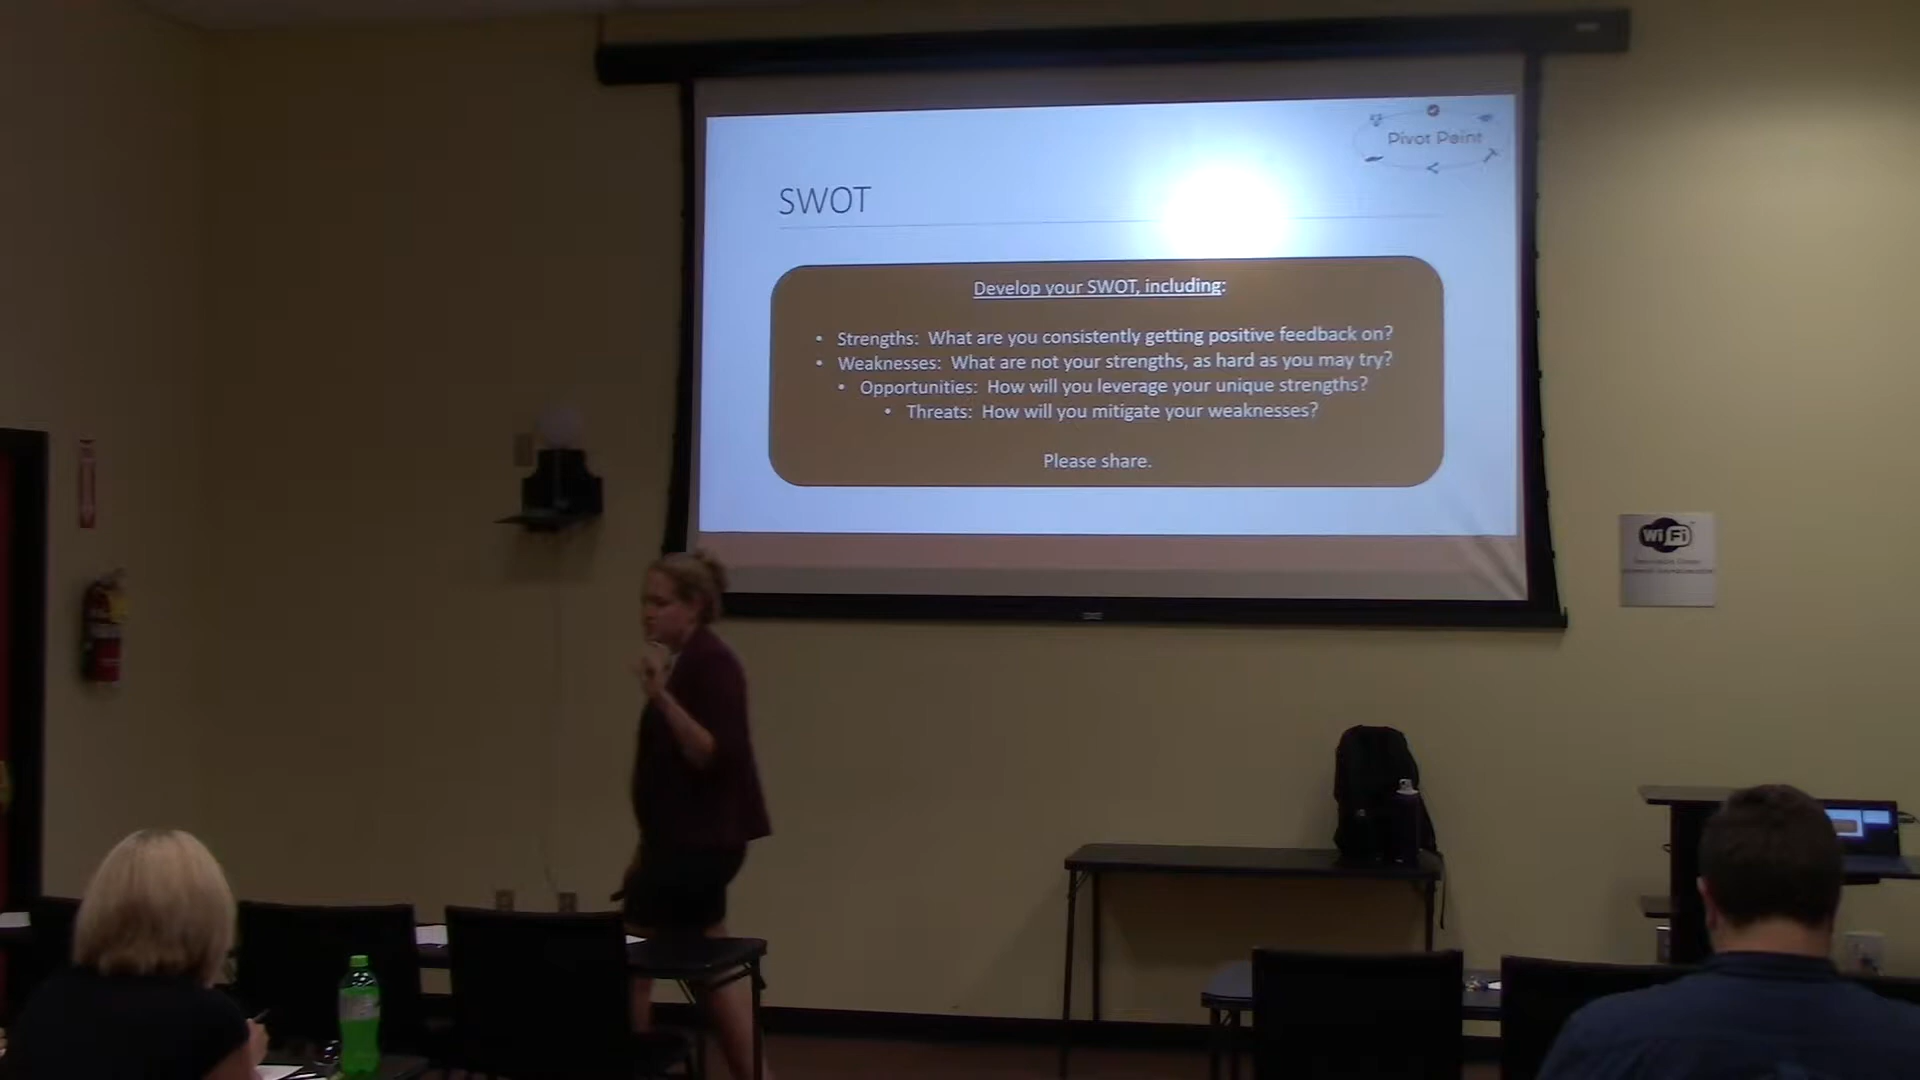 Pivot Point
SWOT
Develop your SWOT, including:
• Strengths: What are you consistently getting positive feedback on?
• Weaknesses: What are not your strengths, as hard as you may try?
• Opportunities: How will you leverage your unique strengths?
• Threats: How will you mitigate your weaknesses?
Please share.
Wi Fi